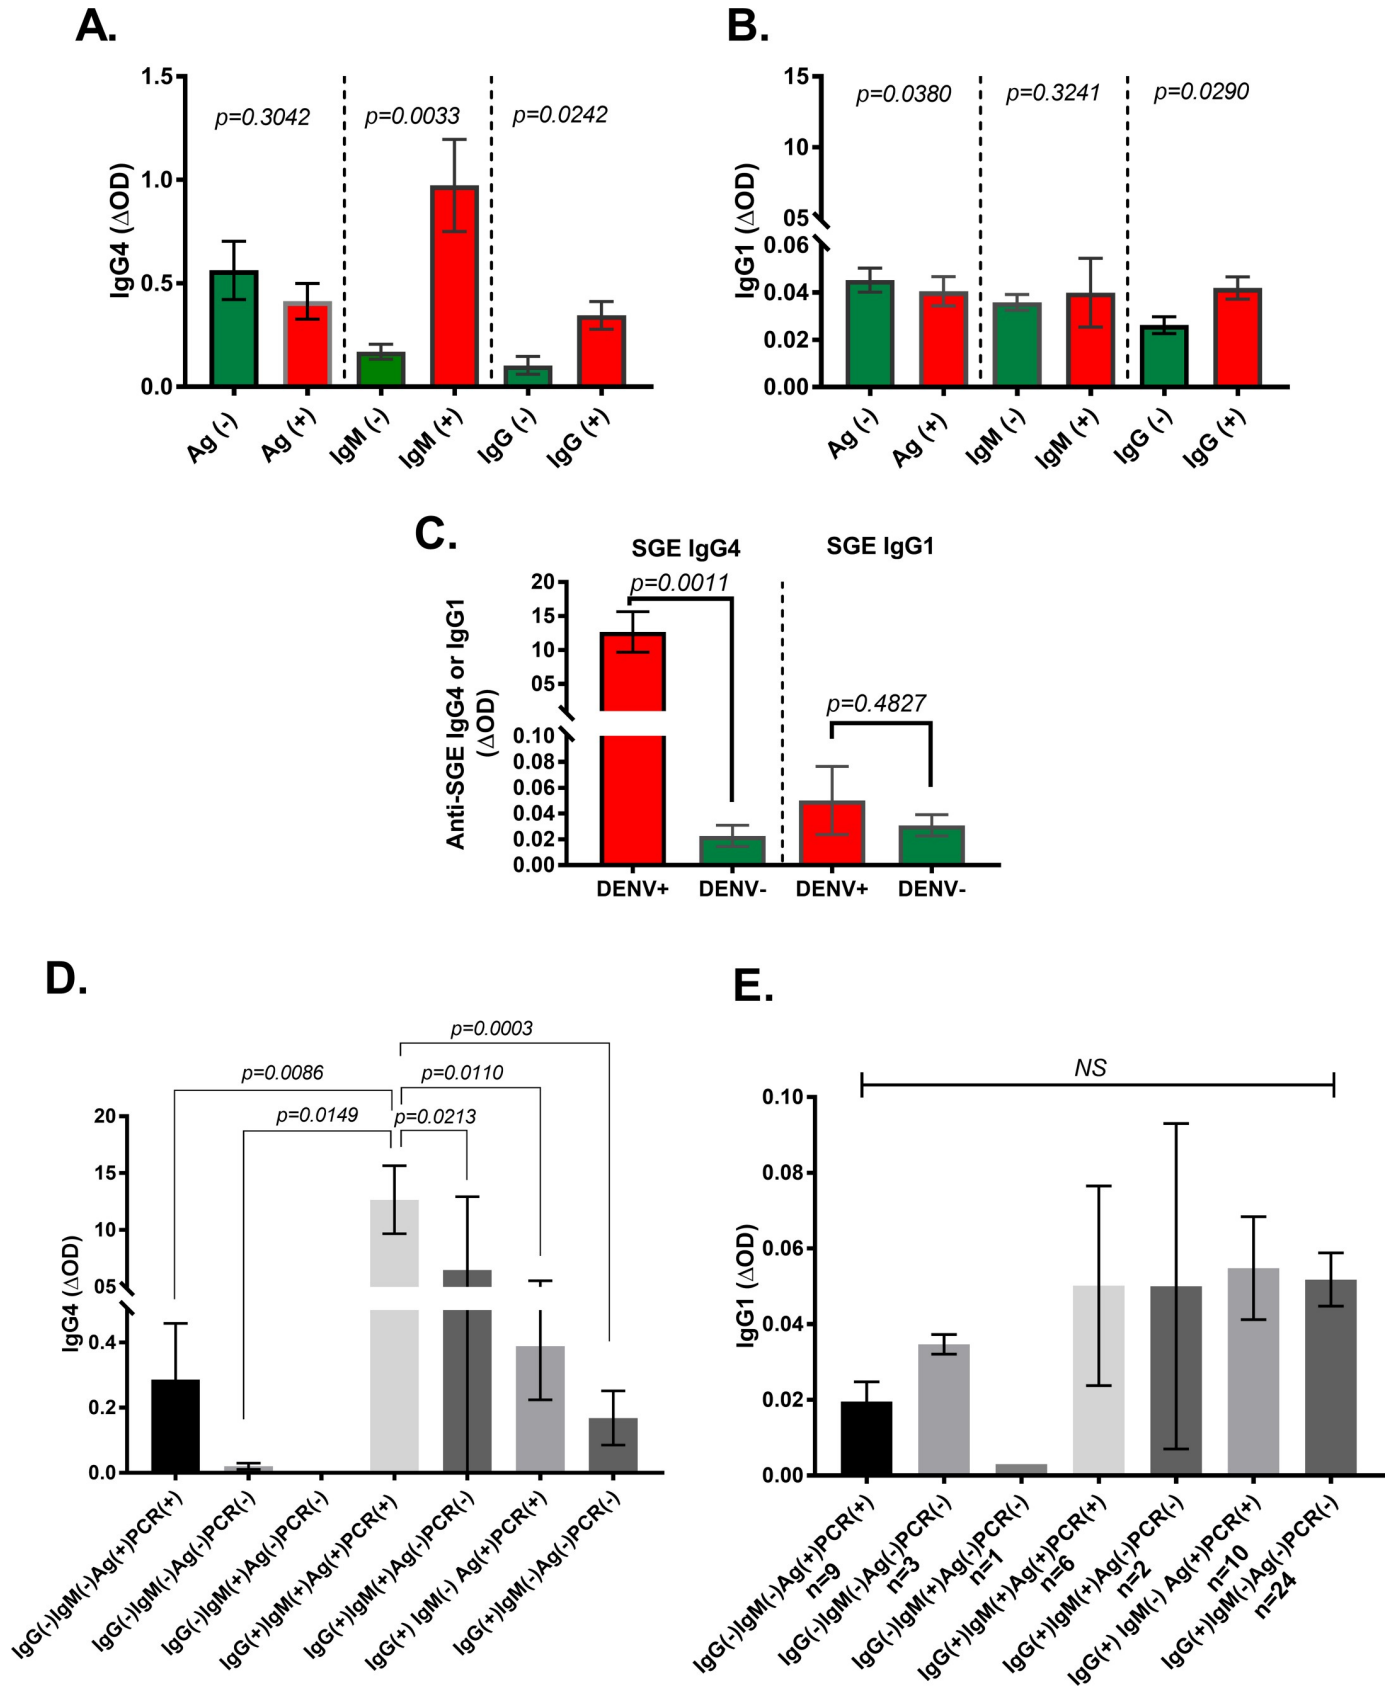 A.
IgG4 (ΔOD)
1.5
1.0
0.5
0.0
p=0.3042
p=0.0033
p=0.0242
Ag (-)
Ag (+)
IgM (-)
IgM (+)
IgG (-)
IgG (+)
B.
IgG1 (ΔOD)
15
10
05
0.06
0.04
0.02
0.00
p=0.0380
p=0.3241
p=0.0290
Ag (-)
Ag (+)
IgM (-)
IgM (+)
IgG (-)
IgG (+)
C.
SGE IgG4
SGE IgG1
Anti-SGE IgG4 or IgG1
(ΔOD)
20
15
10
05
0.10
0.08
0.06
0.04
0.02
0.00
p=0.0011
p=0.4827
DENV+
DENV-
DENV+
DENV-
D.
p=0.0003
p=0.0086
p=0.0110
p=0.0149
p=0.0213
IgG4 (ΔOD)
20
15
10
05
0.4
0.2
0.0
IgG(-)IgM(-)Ag(+)PCR(+)
IgG(-)IgM(-)Ag(-)PCR(-)
IgG(-)IgM(+)Ag(-)PCR(-)
IgG(+)IgM(+)Ag(+)PCR(+)
IgG(+)IgM(+)Ag(-)PCR(-)
IgG(+) IgM(-) Ag(+)PCR(+)
IgG(+)IgM(-)Ag(-)PCR(-)
E.
NS
IgG1 (ΔOD)
0.10
0.08
0.06
0.04
0.02
0.00
IgG(-)IgM(-)Ag(+)PCR(+)
n=9
IgG(-)IgM(-)Ag(-)PCR(-)
n=3
IgG(-)IgM(+)Ag(-)PCR(-)
n=1
IgG(+)IgM(+)Ag(+)PCR(+)
n=6
IgG(+)IgM(+)Ag(-)PCR(-)
n=2
IgG(+) IgM(-) Ag(+)PCR(+)
n=10
IgG(+)IgM(-)Ag(-)PCR(-)
n=24